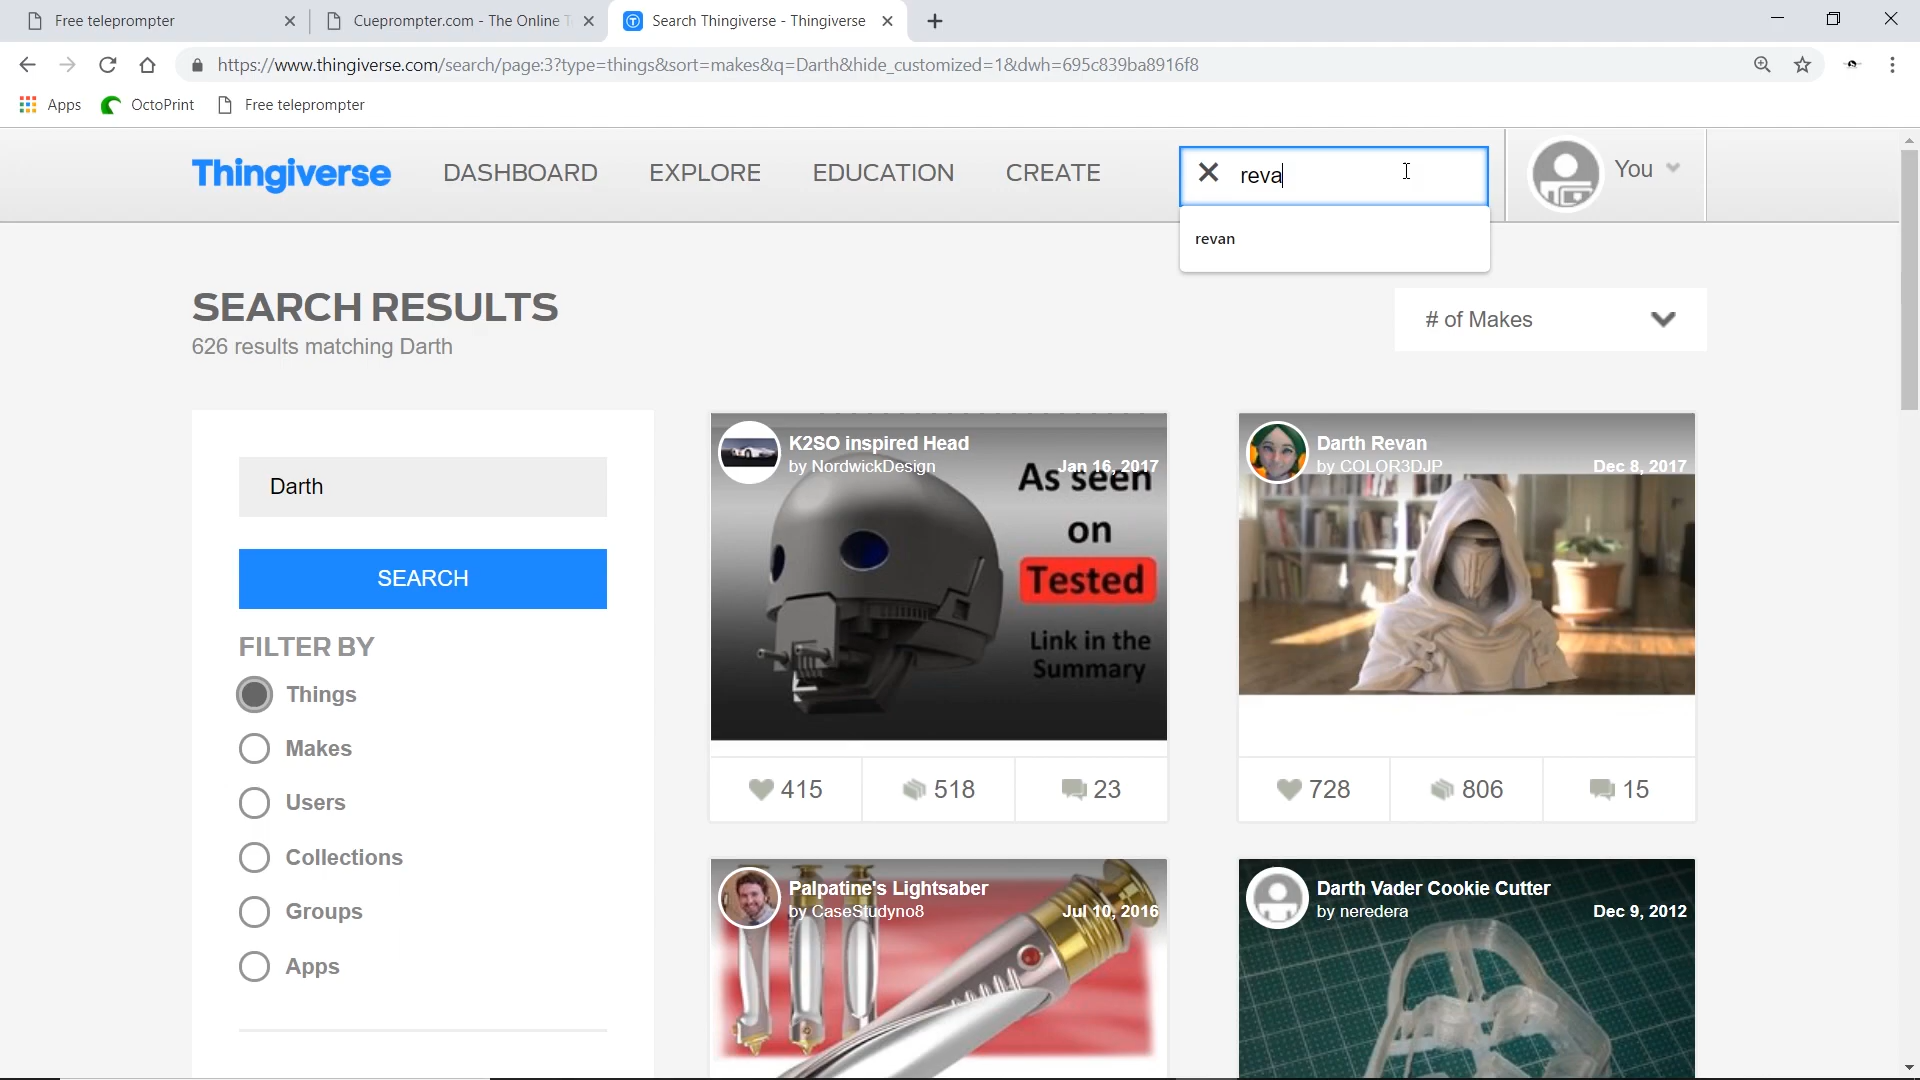 Free teleprompter
Cueprompter.com - The Online T
Search Thingiverse - Thingiverse
https://www.thingiverse.com/search/page:3?type=things&sort=makes&q=Darth&hide_customized=1&dwh=695c839ba8916f8
Apps
OctoPrint
Free teleprompter
Thingiverse
DASHBOARD
EXPLORE
EDUCATION
CREATE
reva
You
revan
SEARCH RESULTS
626 results matching Darth
# of Makes
Darth
SEARCH
FILTER BY
Things
Makes
Users
Collections
Groups
Apps
K2SO inspired Head
by NordwickDesign
Jan 16, 2017
As seen
on
Tested
Link in the
Summary
415
518
23
Darth Revan
by COLOR3DJP
Dec 8, 2017
728
806
15
Palpatine's Lightsaber
by CaseStudyno8
Jul 10, 2016
Darth Vader Cookie Cutter
by neredera
Dec 9, 2012